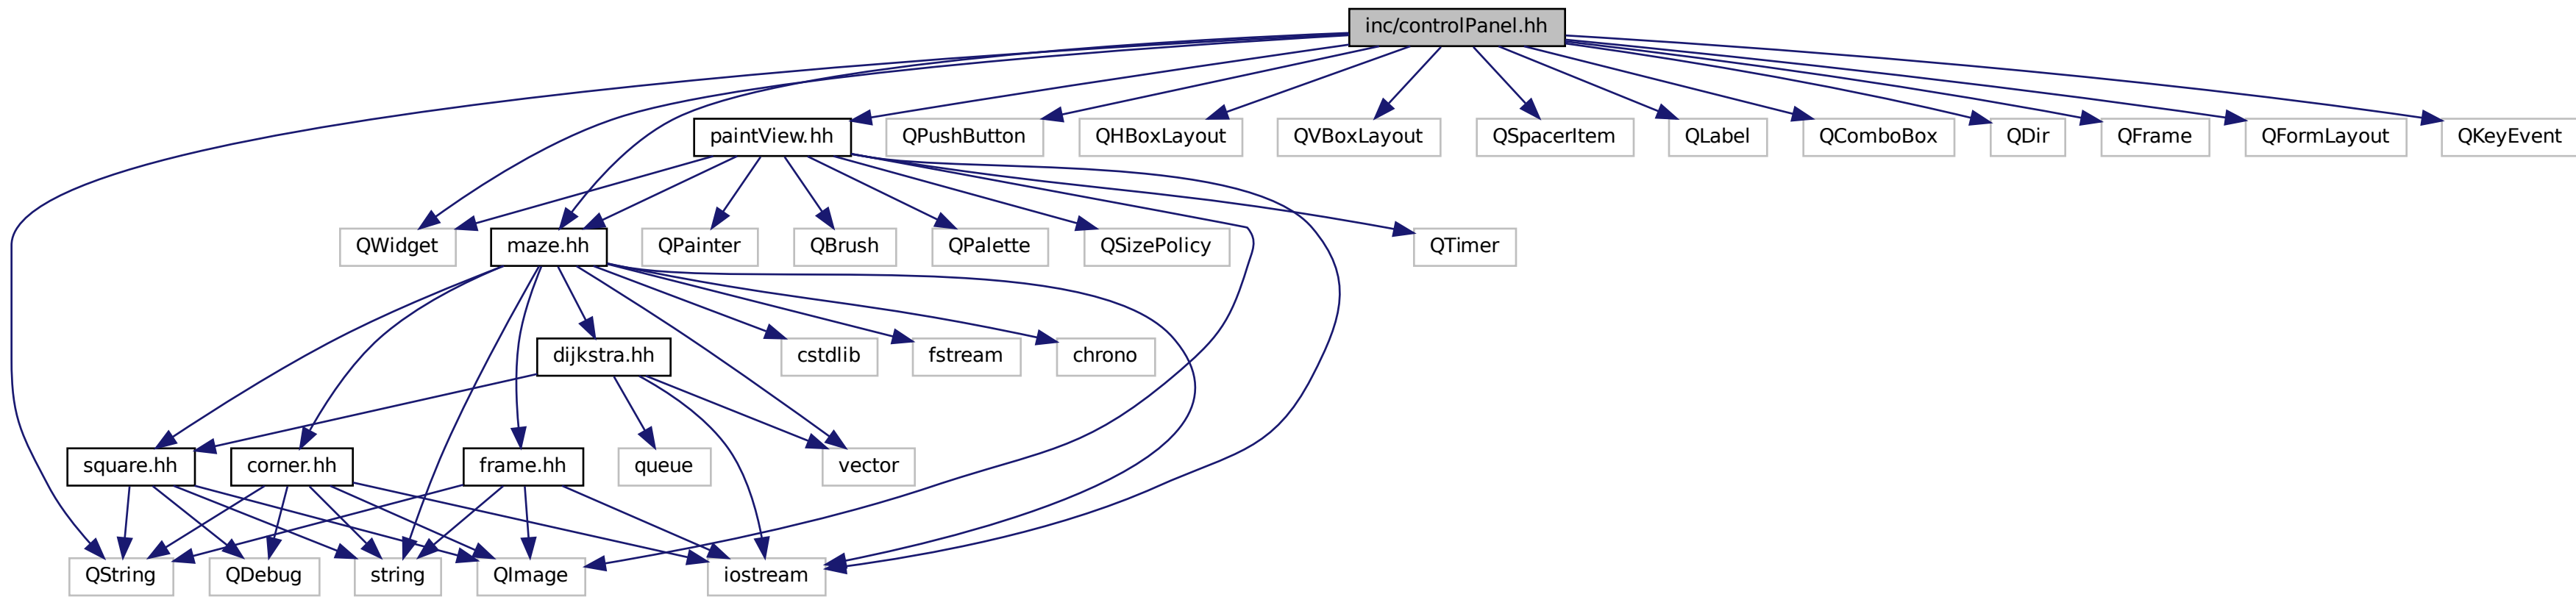 inc/controlPanel.hh
paintView.hh
QPushButton
QHBoxLayout
QVBoxLayout
QSpacerItem
QLabel
QComboBox
QDir
QFrame
QFormLayout
QKeyEvent
QWidget
maze.hh
QPainter
QBrush
QPalette
QSizePolicy
QTimer
dijkstra.hh
cstdlib
fstream
chrono
square.hh
corner.hh
frame.hh
queue
vector
QString
QDebug
string
QImage
iostream